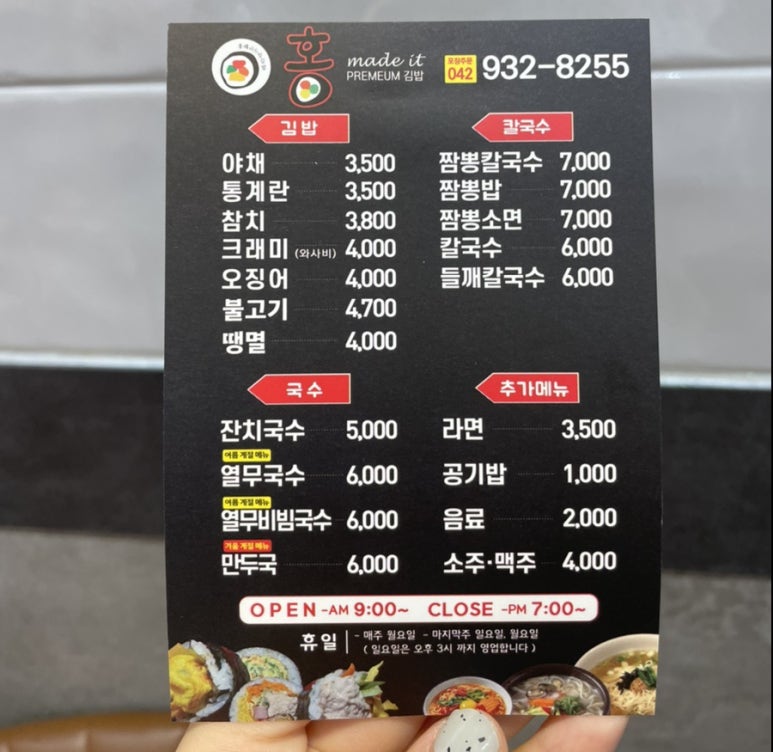 홍
made it
PREMEUM 김밥
포장주문
042 932-8255
김밥
야채 3,500
통계란 3,500
참치 3,800
크래미 (와사비) 4,000
오징어 4,000
불고기 4,700
땡멸 4,000
칼국수
짬뽕칼국수 7,000
짬뽕밥 7,000
짬뽕소면 7,000
칼국수 6,000
들깨칼국수 6,000
국수
잔치국수 5,000
여름 계절 메뉴
열무국수 6,000
여름 계절 메뉴
열무비빔국수 6,000
겨울 계절 메뉴
만두국 6,000
추가메뉴
라면 3,500
공기밥 1,000
음료 2,000
소주·맥주 4,000
OPEN -AM 9:00~ CLOSE -PM 7:00~
휴일 - 매주 월요일 - 마지막주 일요일, 월요일
( 일요일은 오후 3시 까지 영업합니다 )